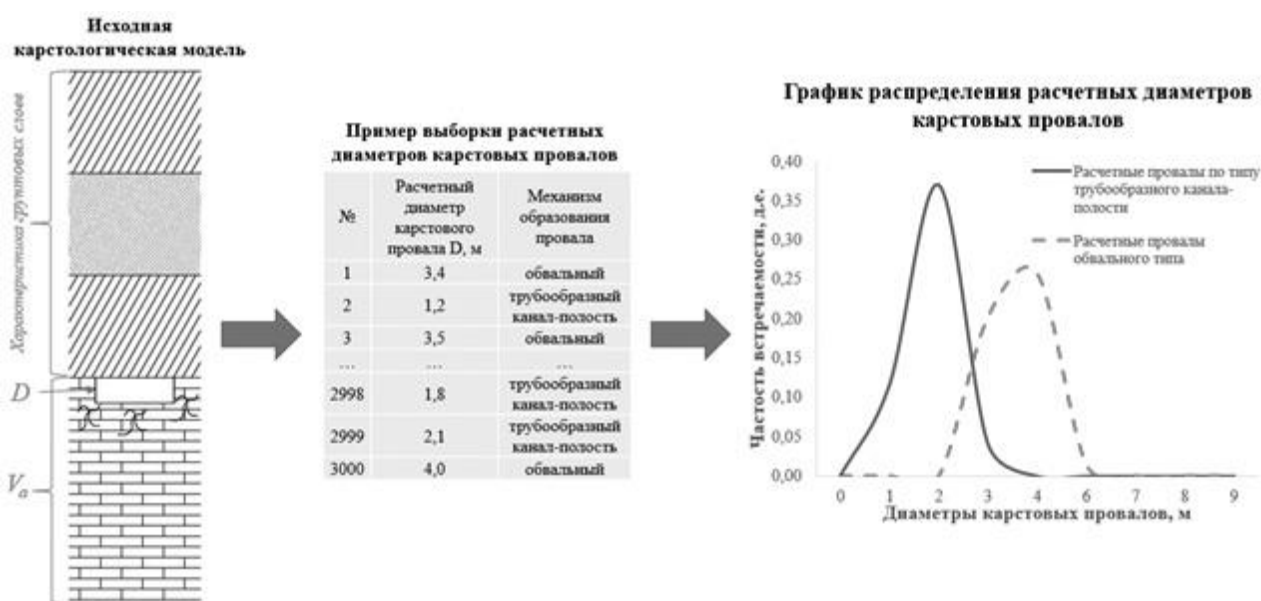 Исходная
карстологическая модель
Характеристика грунтовых слоев
D
Va
Пример выборки расчетных
диаметров карстовых провалов
№
Расчетный
диаметр
карстового
провала D, м
Механизм
образования
провала
1 3,4 обвальный
2 1,2 трубообразный
канал-полость
3 3,5 обвальный
... ... ...
2998 1,8 трубообразный
канал-полость
2999 2,1 трубообразный
канал-полость
3000 4,0 обвальный
График распределения расчетных диаметров
карстовых провалов
Частость встречаемости, д.е.
0,40
0,35
0,30
0,25
0,20
0,15
0,10
0,05
0,00
Расчетные провалы по типу
трубообразного канала-
полости
Расчетные провалы
обвального типа
0 1 2 3 4 6 7 8 9
Диаметры карстовых провалов, м